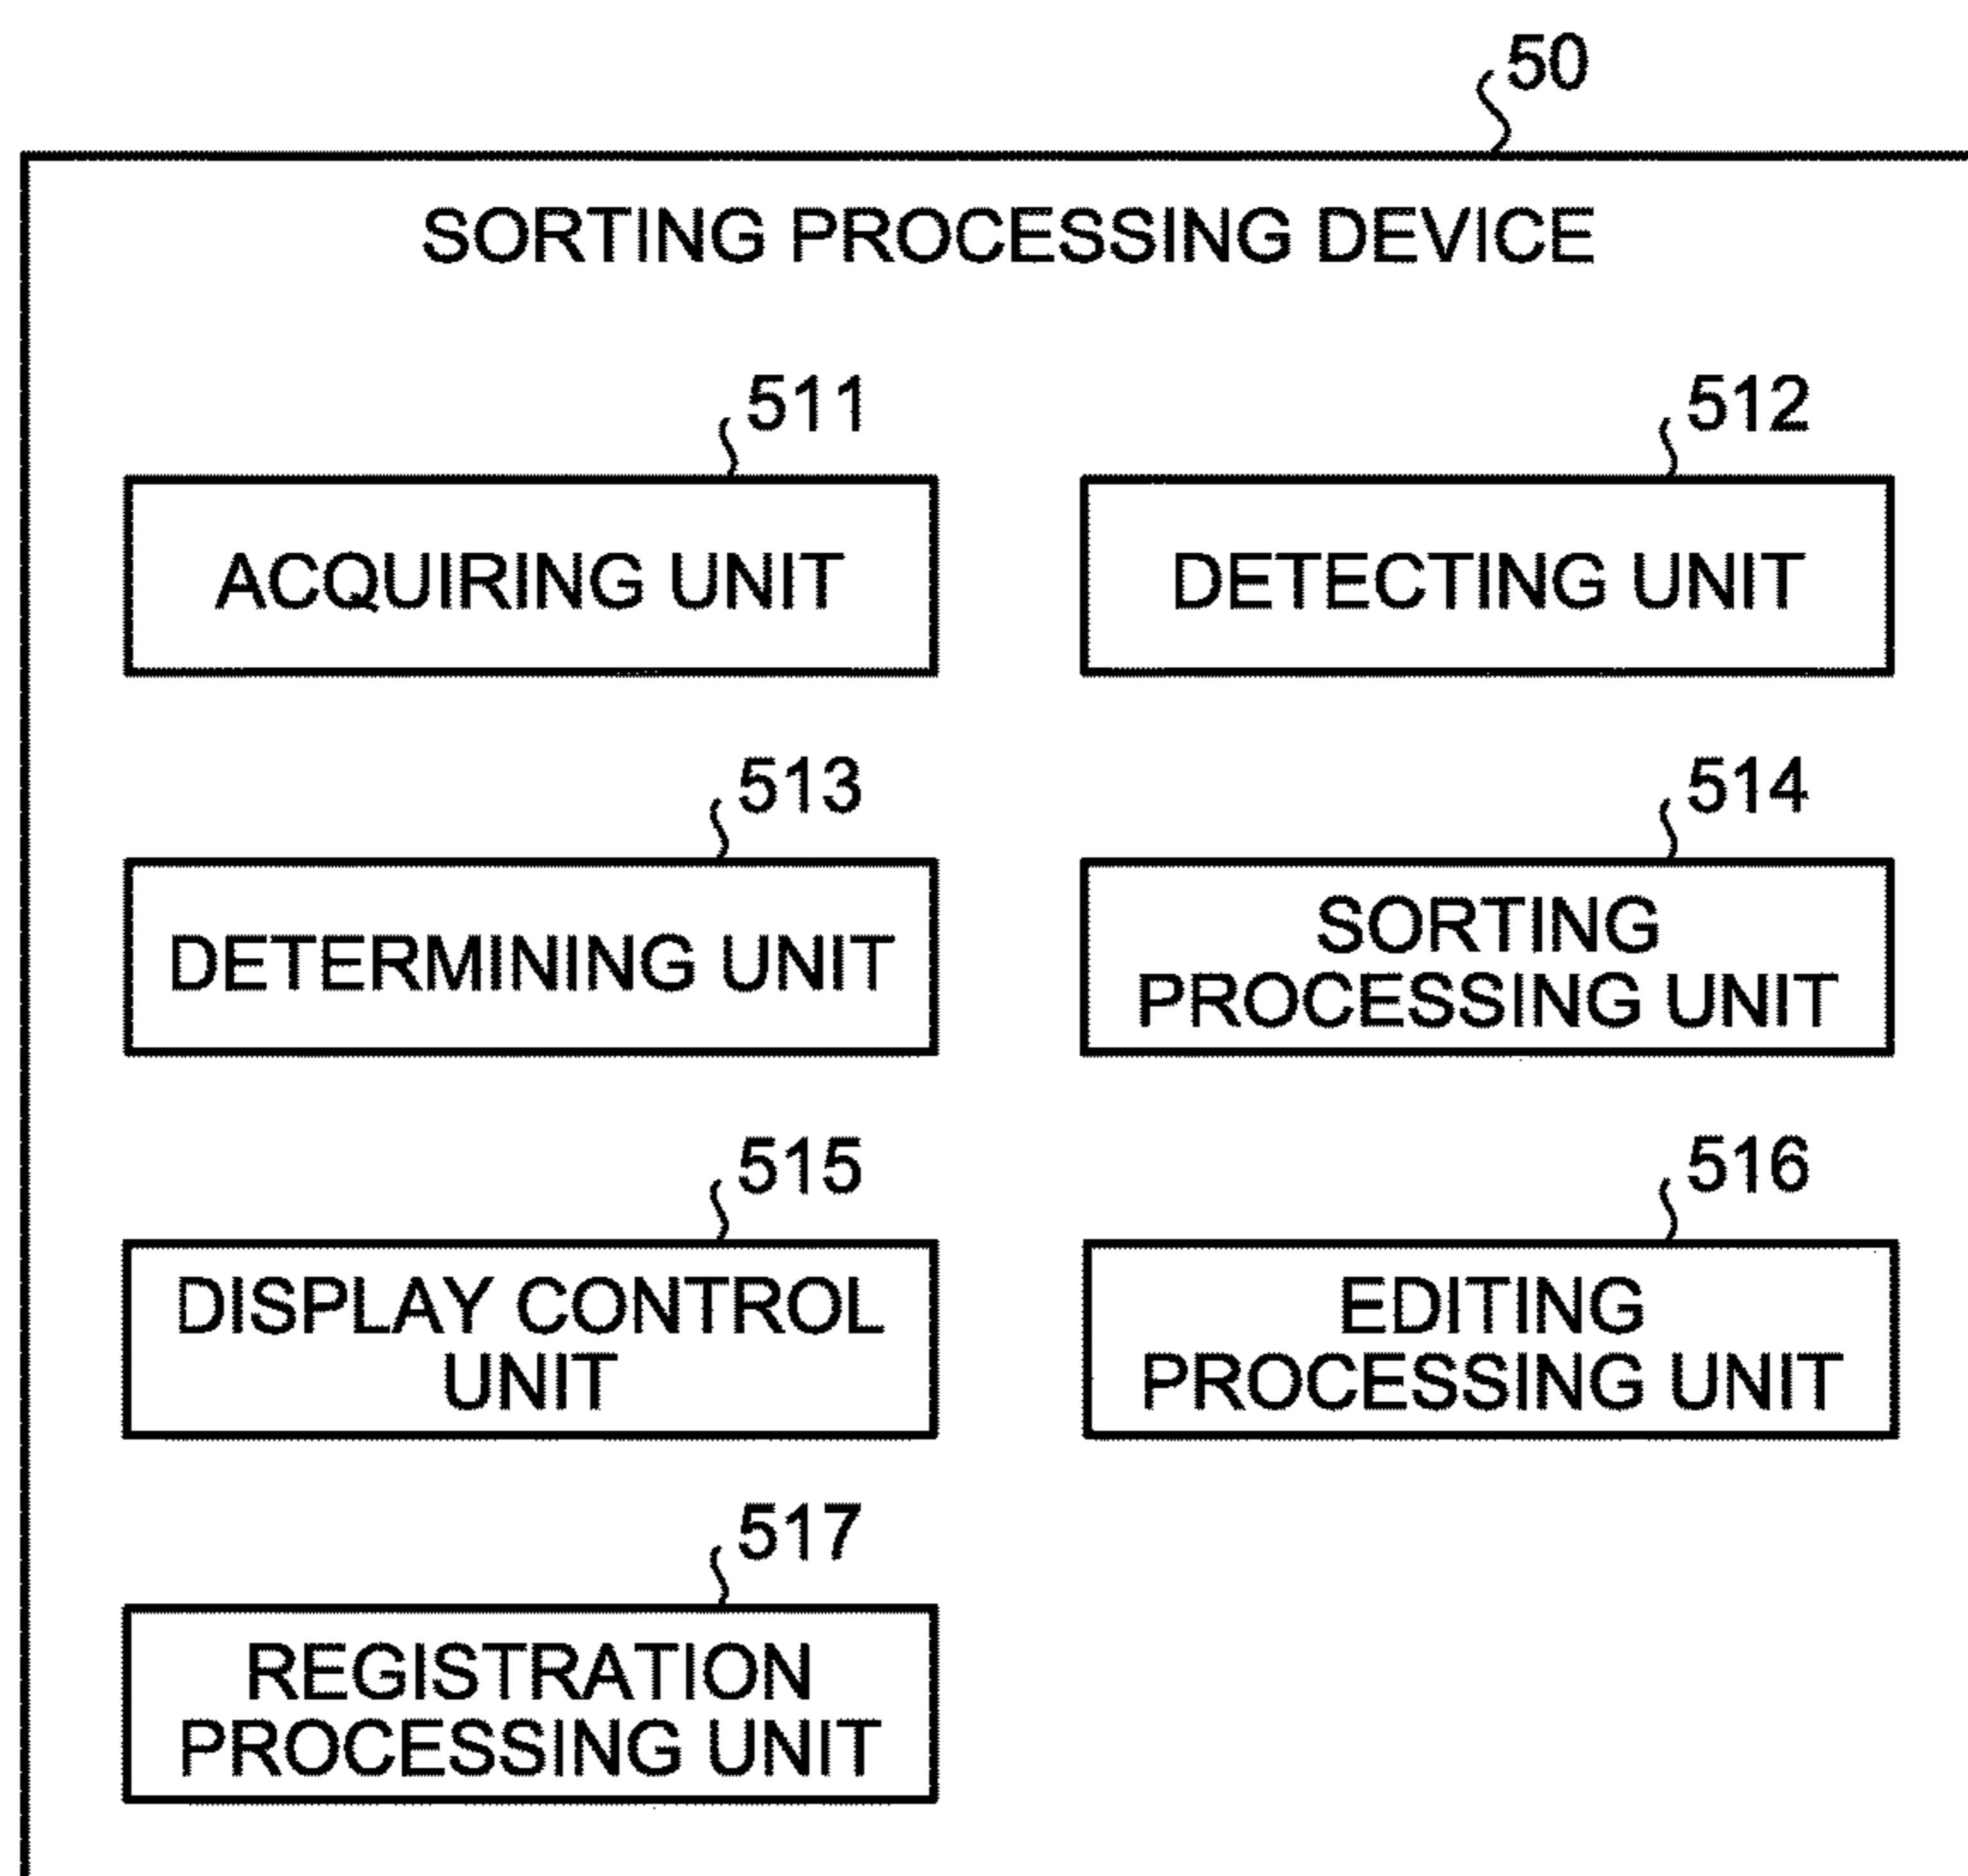 50
SORTING PROCESSING DEVICE
511
512
ACQUIRING UNIT
DETECTING UNIT
513
514
DETERMINING UNIT
SORTING
PROCESSING UNIT
515
516
DISPLAY CONTROL
UNIT
EDITING
PROCESSING UNIT
517
REGISTRATION
PROCESSING UNIT